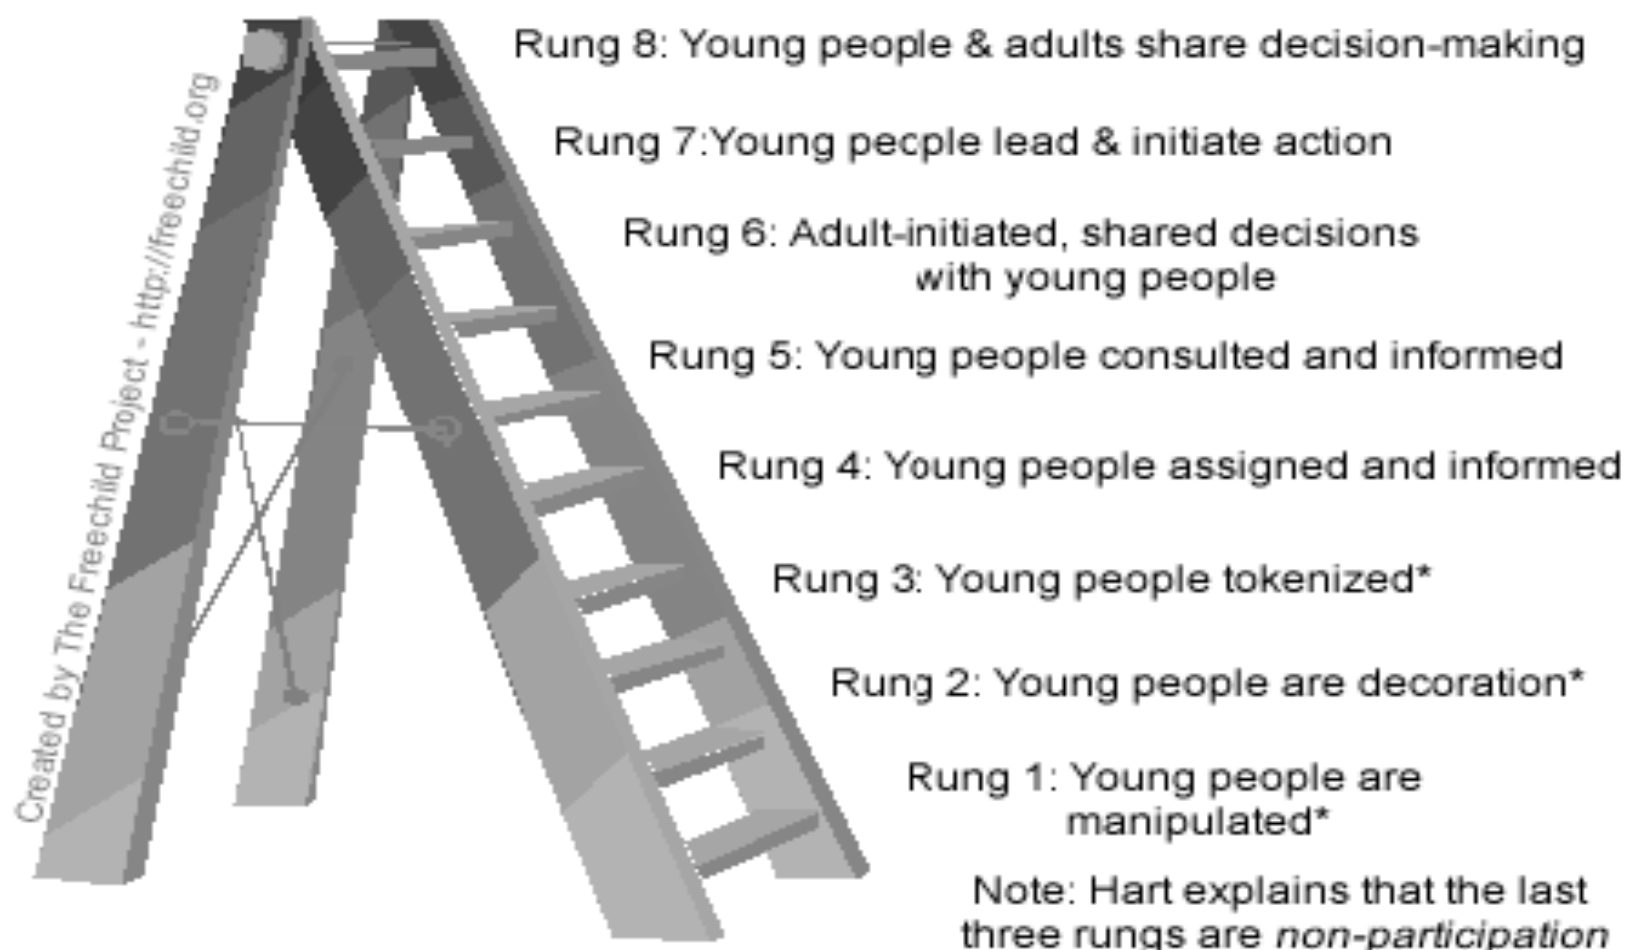 Rung 8: Young people & adults share decision-making
Rung 7:Young people lead & initiate action
Rung 6: Adult-initiated, shared decisions
with young people
Rung 5: Young people consulted and informed
Rung 4: Young people assigned and informed
Rung 3: Young people tokenized*
Rung 2: Young people are decoration*
Rung 1: Young people are
manipulated*
Note: Hart explains that the last
three rungs are non-participation
Created by The Freechild Project - http://freechild.org